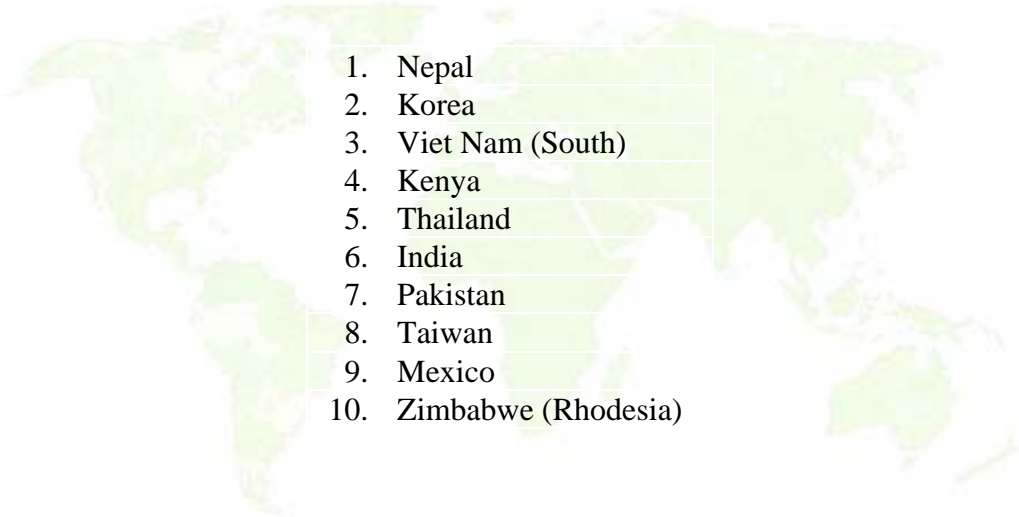 1. Nepal
2. Korea
3. Viet Nam (South)
4. Kenya
5. Thailand
6. India
7. Pakistan
8. Taiwan
9. Mexico
10. Zimbabwe (Rhodesia)